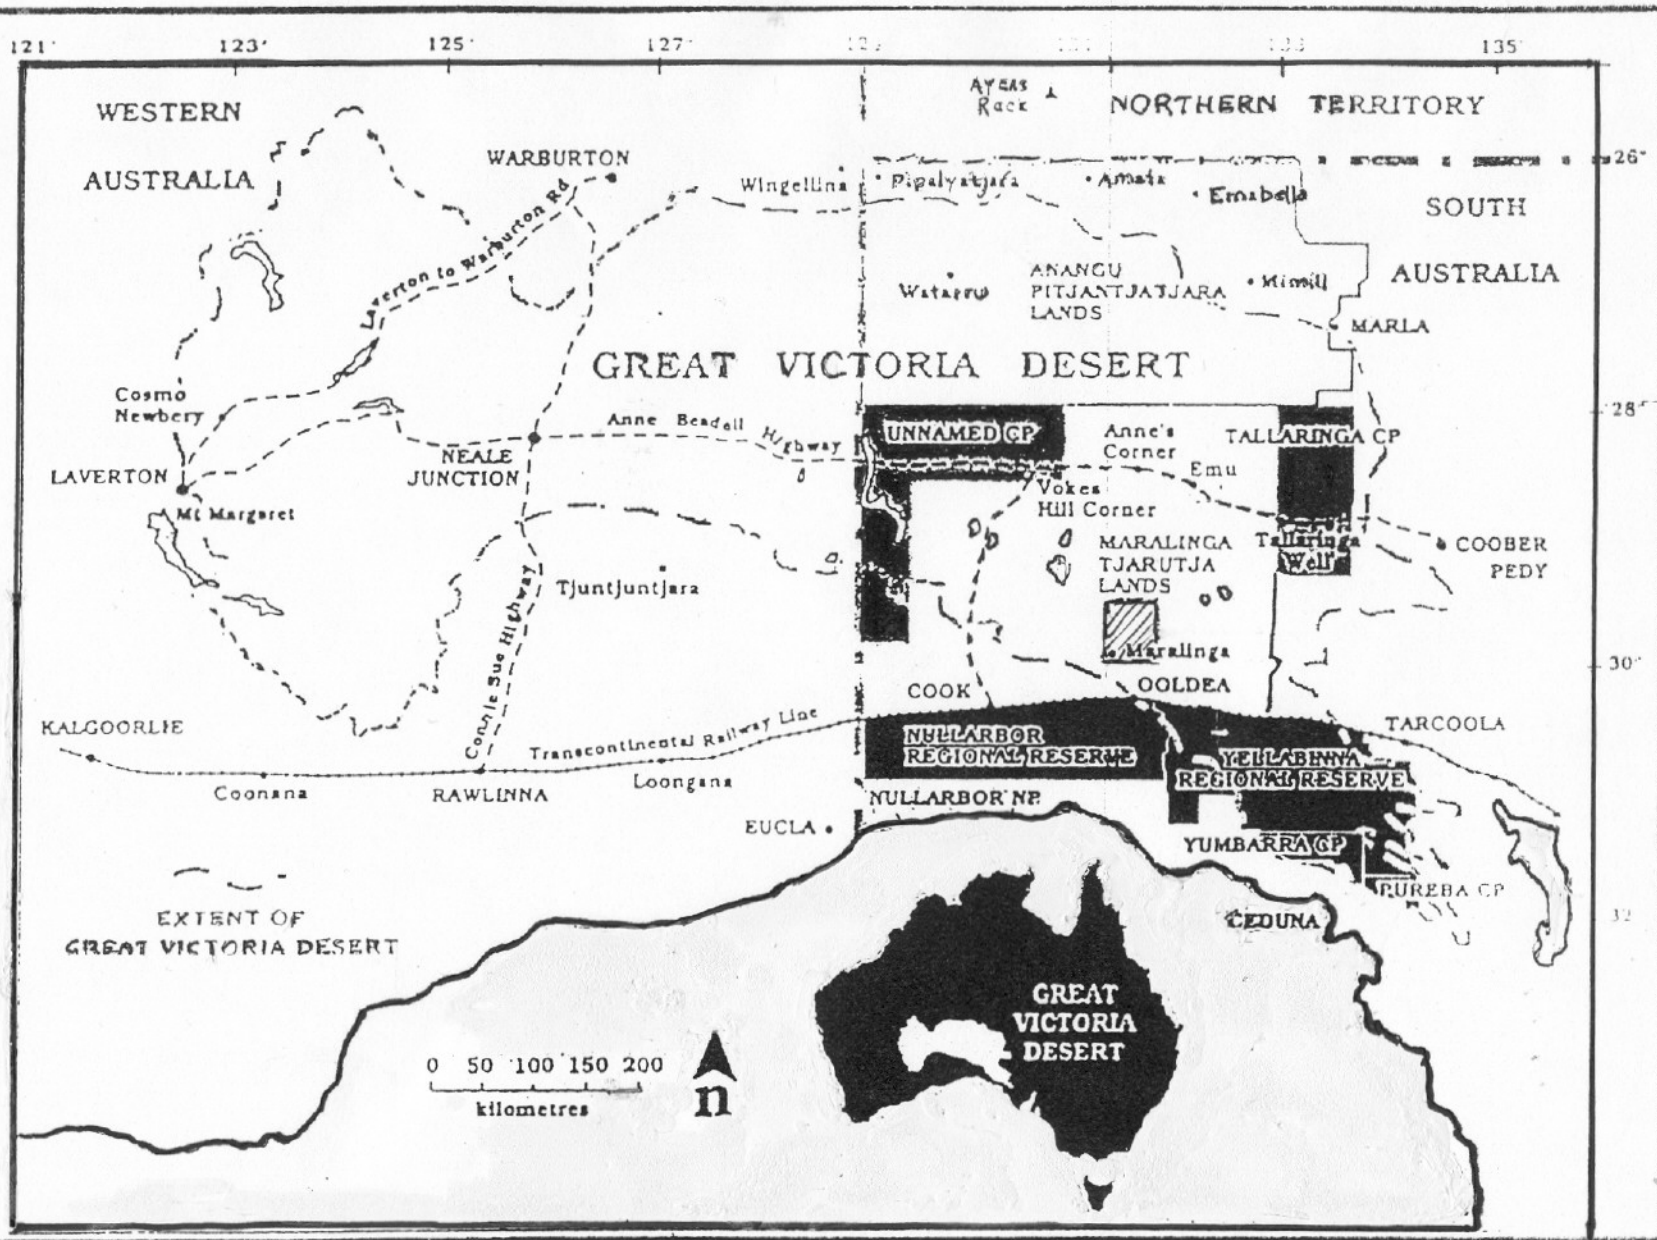 121° 123° 125° 127° 135°
WESTERN
AUSTRALIA
AYERS
Rock
NORTHERN TERRITORY
26°
WARBURTON
Wingellina
Pipalyatjara
Amata
Ernabella
SOUTH
AUSTRALIA
Laverton to Warburton Rd
Watarru
ANANGU
PITJANTJATJARA
LANDS
Mimili
MARLA
GREAT VICTORIA DESERT
Cosmo
Newbery
28°
Anne Beadell Highway
UNNAMED CP
Anne's
Corner
TALLARINGA CP
NEALE
JUNCTION
LAVERTON
Emu
Vokes
Hill Corner
Mt Margaret
MARALINGA
TJARUTJA
LANDS
Tallaringa
Well
COOBER
PEDY
Tjuntjuntjara
Connie Sue Highway
Maralinga
30°
COOK
OOLDEA
KALGOORLIE
Transcontinental Railway Line
TARCOOLA
NULLARBOR
REGIONAL RESERVE
YELLABINNA
REGIONAL RESERVE
Coonana
RAWLINNA
Loongana
NULLARBOR NP
EUCLA
YUMBARRA CP
PUREBA CP
EXTENT OF
GREAT VICTORIA DESERT
CEDUNA
32
GREAT
VICTORIA
DESERT
0 50 100 150 200
kilometres
n